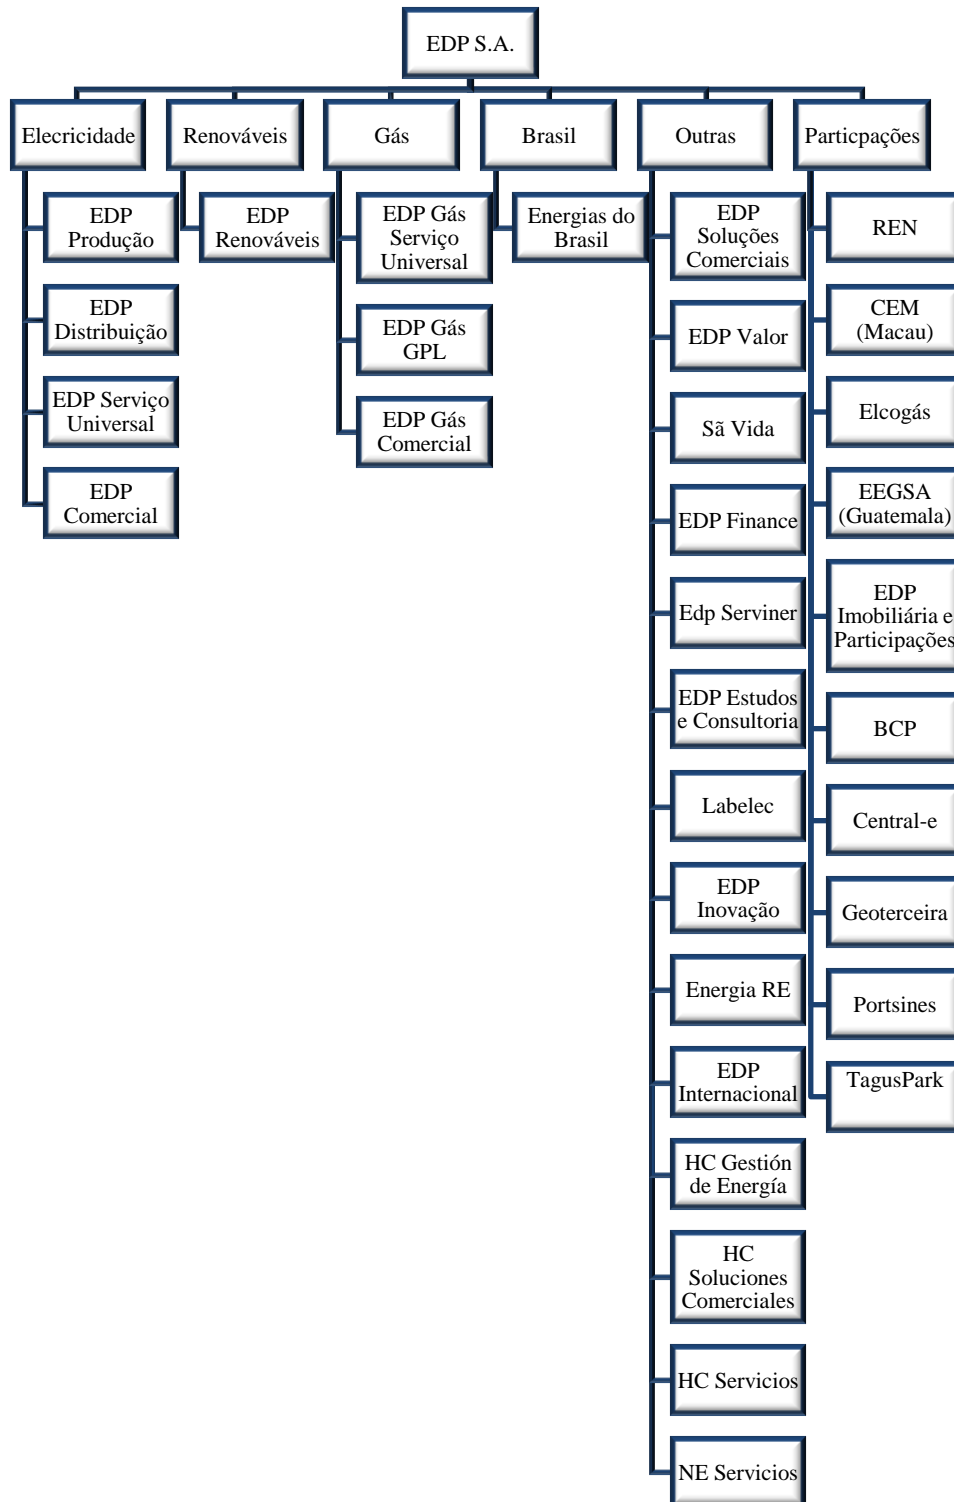 EDP S.A.
Elecricidade
Renováveis
Gás
Brasil
Outras
Particpações
EDP
Produção
EDP
Distribuição
EDP Serviço
Universal
EDP
Comercial
EDP
Renováveis
EDP Gás
Serviço
Universal
EDP Gás
GPL
EDP Gás
Comercial
Energias do
Brasil
EDP
Soluções
Comerciais
EDP Valor
Sã Vida
EDP Finance
Edp Serviner
EDP Estudos
e Consultoria
Labelec
EDP
Inovação
Energia RE
EDP
Internacional
HC Gestión
de Energía
HC
Soluciones
Comerciales
HC Servicios
NE Servicios
REN
CEM
(Macau)
Elcogás
EEGSA
(Guatemala)
EDP
Imobiliária e
Participações
BCP
Central-e
Geoterceira
Portsines
TagusPark